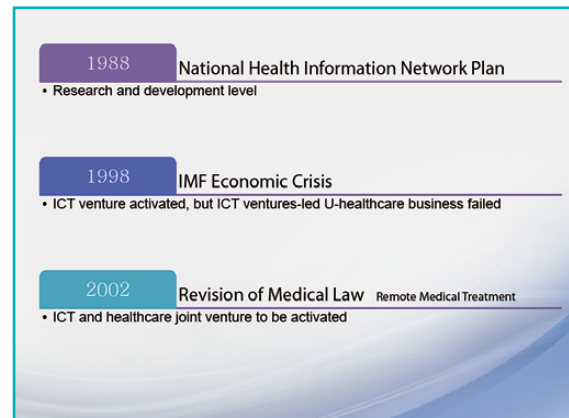 1988 National Health Information Network Plan
• Research and development level
1998 IMF Economic Crisis
• ICT venture activated, but ICT ventures-led U-healthcare business failed
2002 Revision of Medical Law Remote Medical Treatment
• ICT and healthcare joint venture to be activated